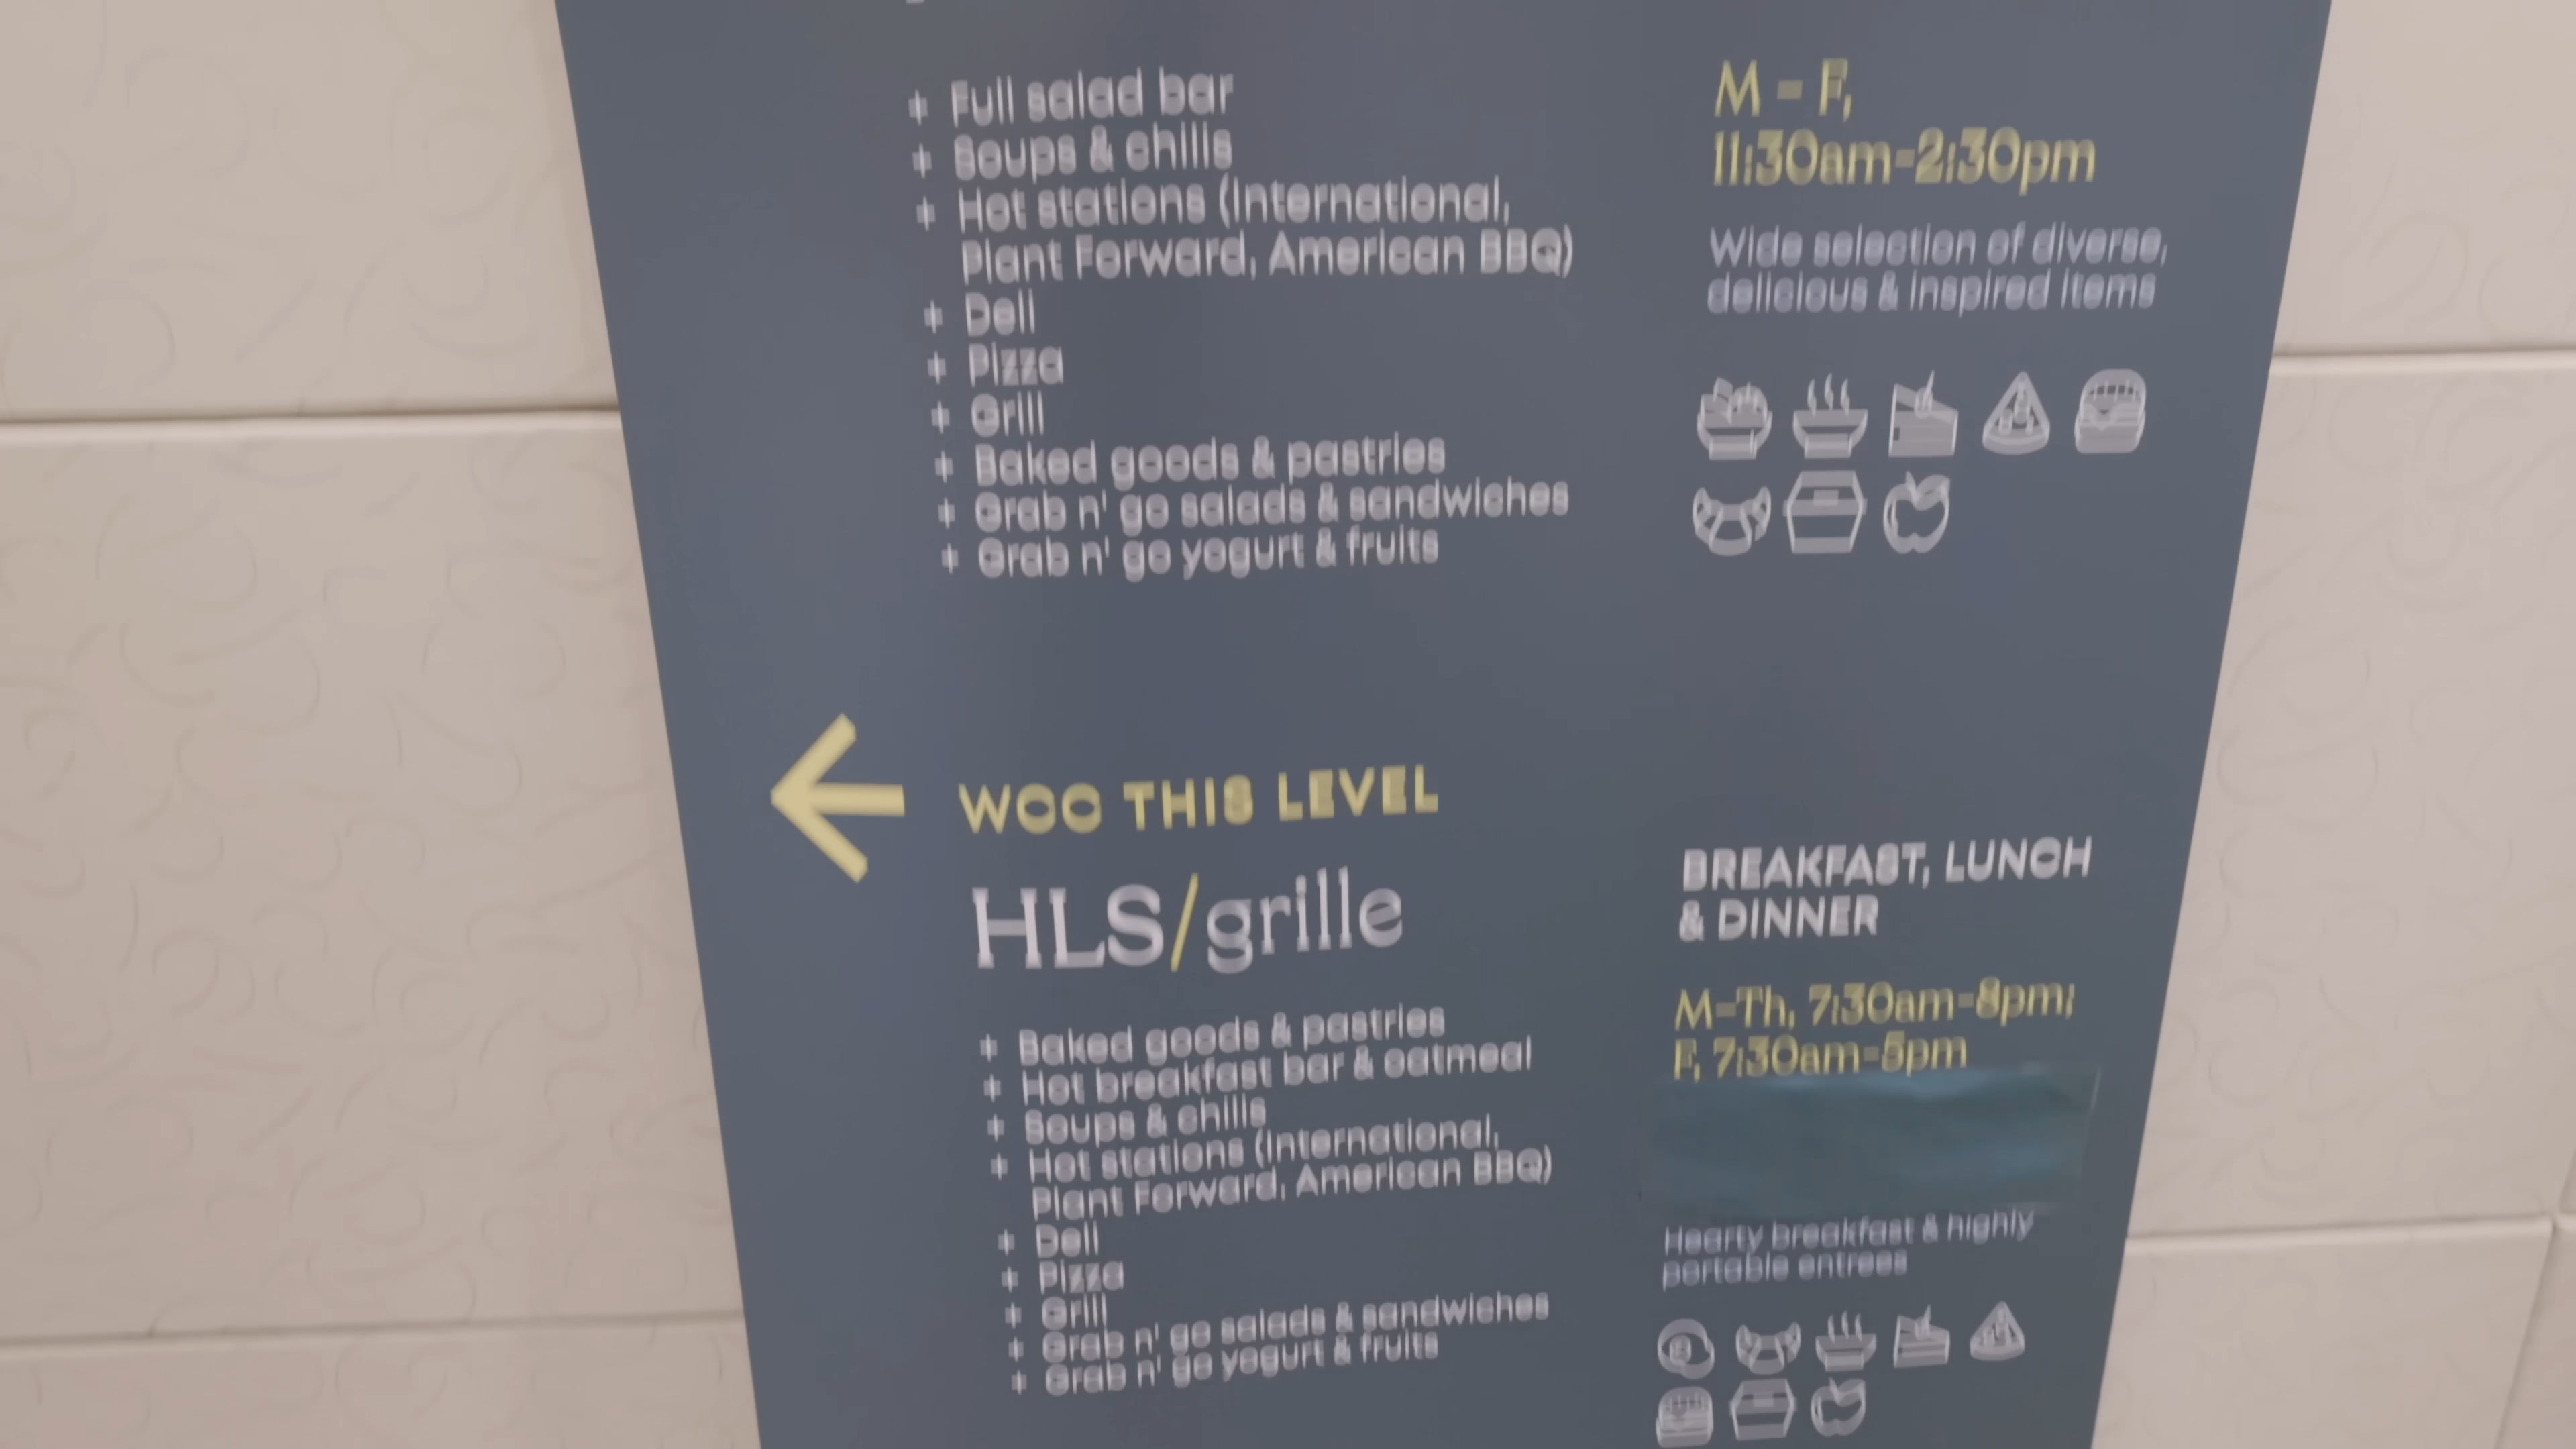 + Full salad bar
+ Soups & chilis
+ Hot stations (International,
Plant Forward, American BBQ)
+ Deli
+ Pizza
+ Grill
+ Baked goods & pastries
+ Grab n' go salads & sandwiches
+ Grab n' go yogurt & fruits
M - F,
11:30am-2:30pm
Wide selection of diverse,
delicious & inspired items
WCC THIS LEVEL
HLS/grille
+ Baked goods & pastries
+ Hot breakfast bar & oatmeal
+ Soups & chilis
+ Hot stations (International,
Plant Forward, American BBQ)
+ Deli
+ Pizza
+ Grill
+ Grab n' go salads & sandwiches
+ Grab n' go yogurt & fruits
BREAKFAST, LUNCH
& DINNER
M-Th, 7:30am-8pm;
F, 7:30am-5pm
Hearty breakfast & highly
portable entrees